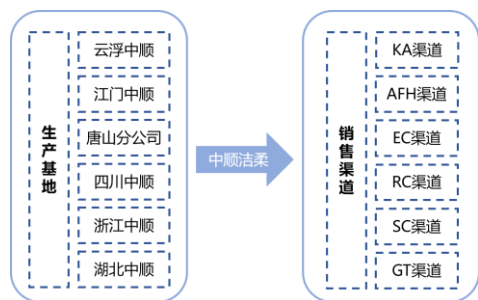 生产基地
云浮中顺
江门中顺
唐山分公司
四川中顺
浙江中顺
湖北中顺
中顺洁柔
销售渠道
KA渠道
AFH渠道
EC渠道
RC渠道
SC渠道
GT渠道